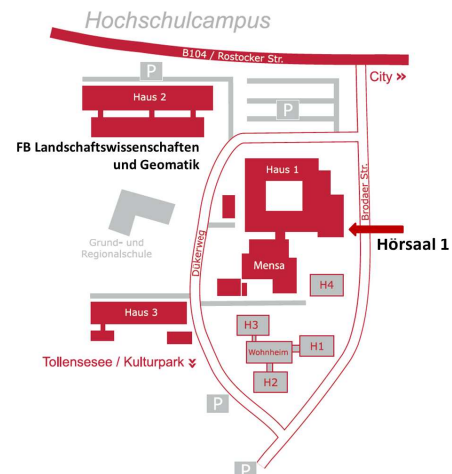 Hochschulcampus
B104 / Rostocker Str.
P
City »
Haus 2
P
FB Landschaftswissenschaften
und Geomatik
Haus 1
Brodaer Str.
Hörsaal 1
Grund- und
Regionalschule
Dükerweg
Mensa
H4
Haus 3
H3
Wohnheim
H1
Tollensesee / Kulturpark »
H2
P
P